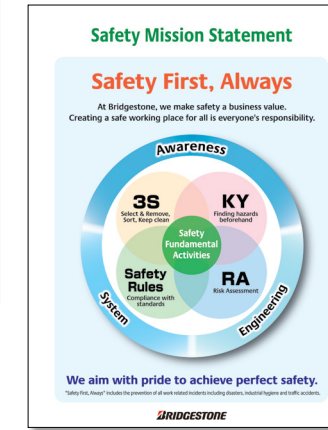 Safety Mission Statement
Safety First, Always
At Bridgestone, we make safety a business value.
Creating a safe working place for all is everyone's responsibility.
Awareness
3S
Select & Remove,
Sort, Keep clean
KY
Finding hazards
beforehand
Safety
Fundamental
Activities
Safety
Rules
Compliance with
standards
RA
Risk Assessment
System
Engineering
We aim with pride to achieve perfect safety.
"Safety First, Always" includes the prevention of all work related incidents including disasters, industrial hygiene and traffic accidents.
BRIDGESTONE